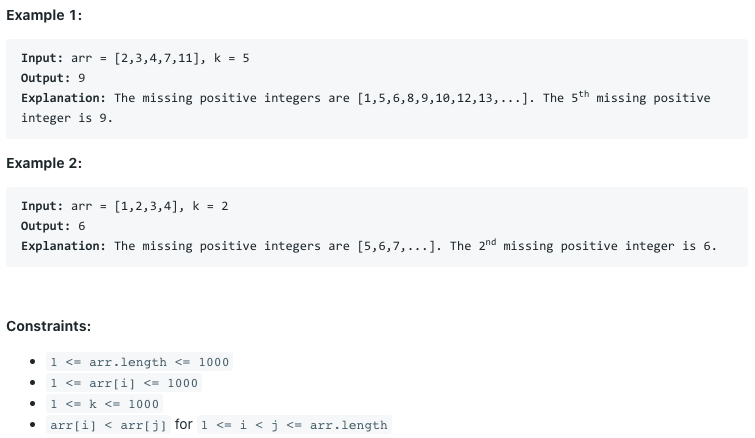 Example 1:
Input: arr = [2,3,4,7,11], k = 5
Output: 9
Explanation: The missing positive integers are [1,5,6,8,9,10,12,13,...]. The 5th missing positive
integer is 9.
Example 2:
Input: arr = [1,2,3,4], k = 2
Output: 6
Explanation: The missing positive integers are [5,6,7,...]. The 2nd missing positive integer is 6.
Constraints:
• 1 <= arr.length <= 1000
• 1 <= arr[i] <= 1000
• 1 <= k <= 1000
• arr[i] < arr[j] for 1 <= i < j <= arr.length